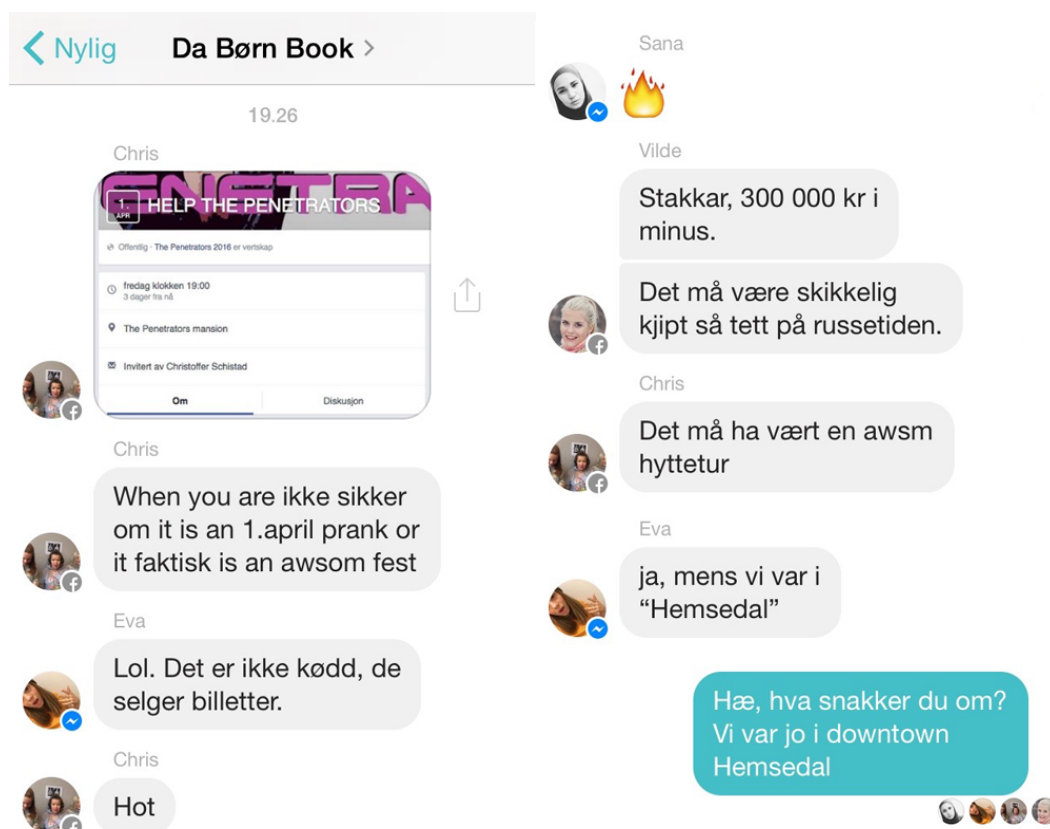 Nylig
Da Børn Book
19.26
Chris
ENETRA
1.
APR
HELP THE PENETRATORS
Offentlig · The Penetrators 2016 er vertskap
fredag klokken 19:00
3 dager fra nå
The Penetrators mansion
Invitert av Christoffer Schistad
Om
Diskusjon
Chris
When you are ikke sikker
om it is an 1.april prank or
it faktisk is an awsom fest
Eva
Lol. Det er ikke kødd, de
selger billetter.
Chris
Hot
Sana
🔥
Vilde
Stakkar, 300 000 kr i
minus.
Det må være skikkelig
kjipt så tett på russetiden.
Chris
Det må ha vært en awsm
hyttetur
Eva
ja, mens vi var i
“Hemsedal”
Hæ, hva snakker du om?
Vi var jo i downtown
Hemsedal